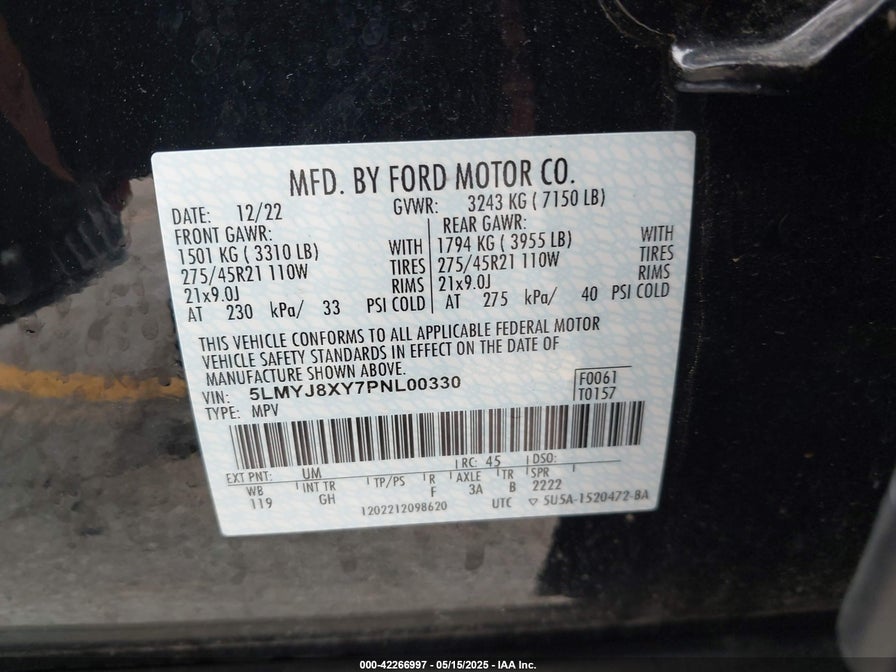 MFD. BY FORD MOTOR CO.
DATE: 12/22 GVWR: 3243 KG ( 7150 LB)
FRONT GAWR:
1501 KG ( 3310 LB) WITH
275/45R21 110W TIRES
21x9.0J RIMS
AT 230 kPa/ 33 PSI COLD
REAR GAWR:
1794 KG ( 3955 LB) WITH
275/45R21 110W TIRES
21x9.0J RIMS
AT 275 kPa/ 40 PSI COLD
THIS VEHICLE CONFORMS TO ALL APPLICABLE FEDERAL MOTOR
VEHICLE SAFETY STANDARDS IN EFFECT ON THE DATE OF
MANUFACTURE SHOWN ABOVE.
VIN: 5LMYJ8XY7PNL00330
TYPE: MPV
F0061
T0157
EXT PNT: UM RC: 45 DSO:
WB INT TR TP/PS R AXLE TR SPR
119 GH F 3A B 2222
1202212098620 UTC ▽ 5U5A-1520472-BA
000-42266997 - 05/15/2025 - IAA Inc.